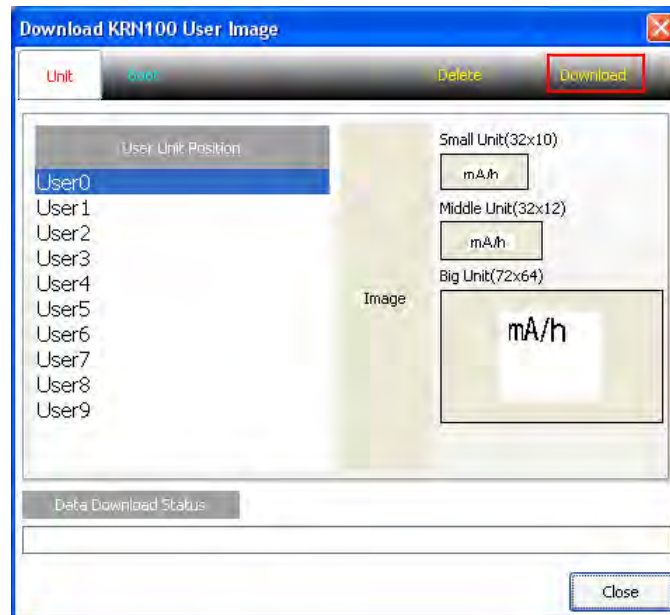 Download KRN100 User Image
Unit Boot Delete Download
User Unit Position
User0
User1
User2
User3
User4
User5
User6
User7
User8
User9
Image
Small Unit(32x10)
mA/h
Middle Unit(32x12)
mA/h
Big Unit(72x64)
mA/h
Data Download Status
Close